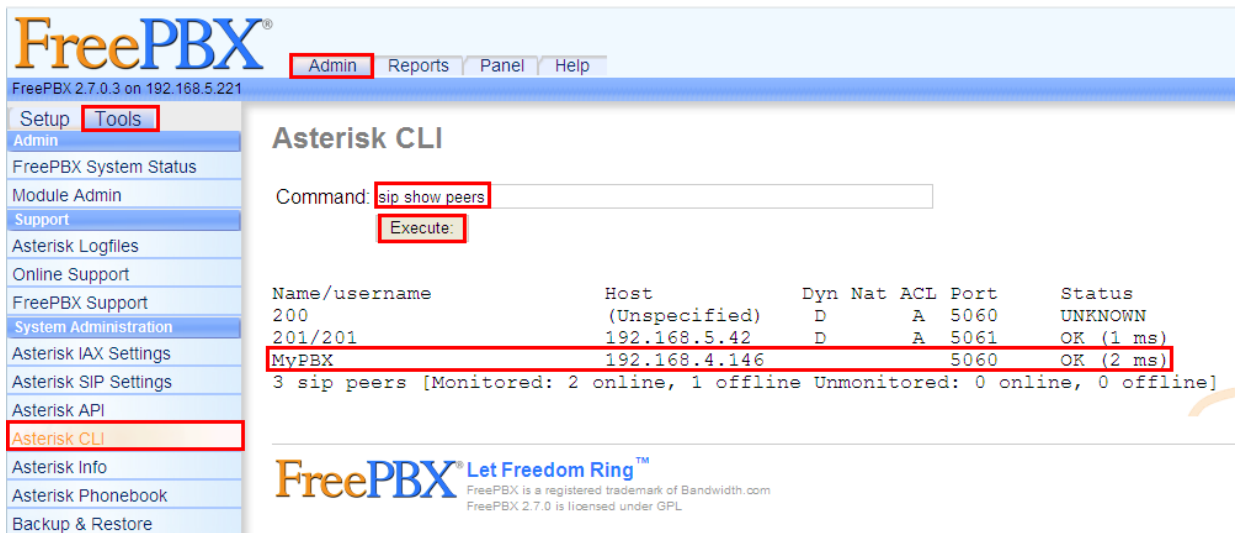 FreePBX®
Admin Reports Panel Help
FreePBX 2.7.0.3 on 192.168.5.221
Setup Tools
Admin
FreePBX System Status
Module Admin
Support
Asterisk Logfiles
Online Support
FreePBX Support
System Administration
Asterisk IAX Settings
Asterisk SIP Settings
Asterisk API
Asterisk CLI
Asterisk Info
Asterisk Phonebook
Backup & Restore
Asterisk CLI
Command: sip show peers
Execute:
Name/username Host Dyn Nat ACL Port Status
200 (Unspecified) D A 5060 UNKNOWN
201/201 192.168.5.42 D A 5061 OK (1 ms)
MyPBX 192.168.4.146 5060 OK (2 ms)
3 sip peers [Monitored: 2 online, 1 offline Unmonitored: 0 online, 0 offline]
FreePBX® Let Freedom Ring™
FreePBX is a registered trademark of Bandwidth.com
FreePBX 2.7.0 is licensed under GPL